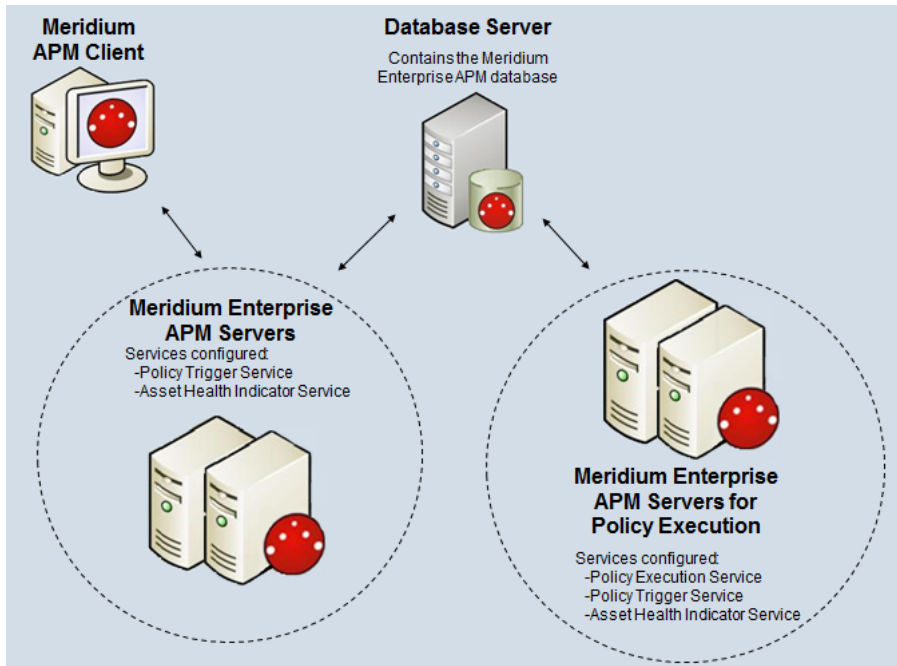 Meridium
APM Client
Database Server
Contains the Meridium
Enterprise APM database
Meridium Enterprise
APM Servers
Services configured:
-Policy Trigger Service
-Asset Health Indicator Service
Meridium Enterprise
APM Servers for
Policy Execution
Services configured:
-Policy Execution Service
-Policy Trigger Service
-Asset Health Indicator Service